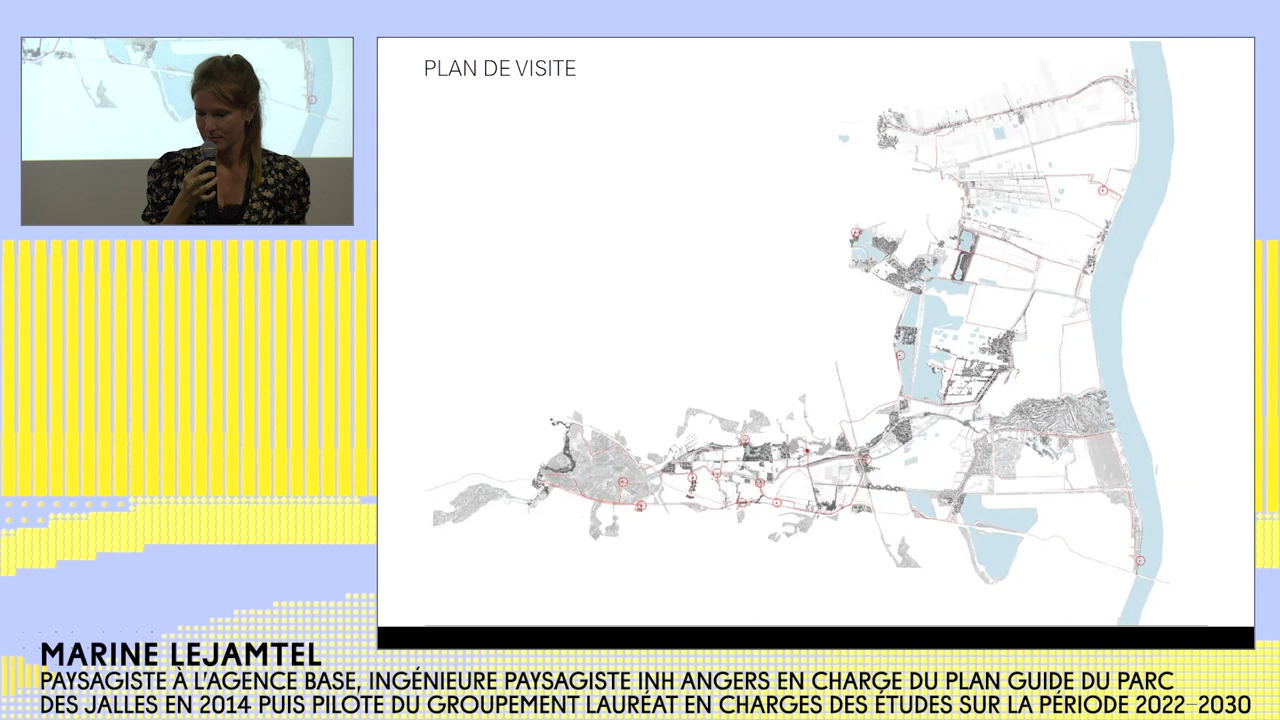 PLAN DE VISITE
MARINE LEJAMTEL
PAYSAGISTE À L'AGENCE BASE, INGÉNIEURE PAYSAGISTE INH ANGERS EN CHARGE DU PLAN GUIDE DU PARC
DES JALLES EN 2014 PUIS PILOTE DU GROUPEMENT LAURÉAT EN CHARGES DES ÉTUDES SUR LA PÉRIODE 2022-2030